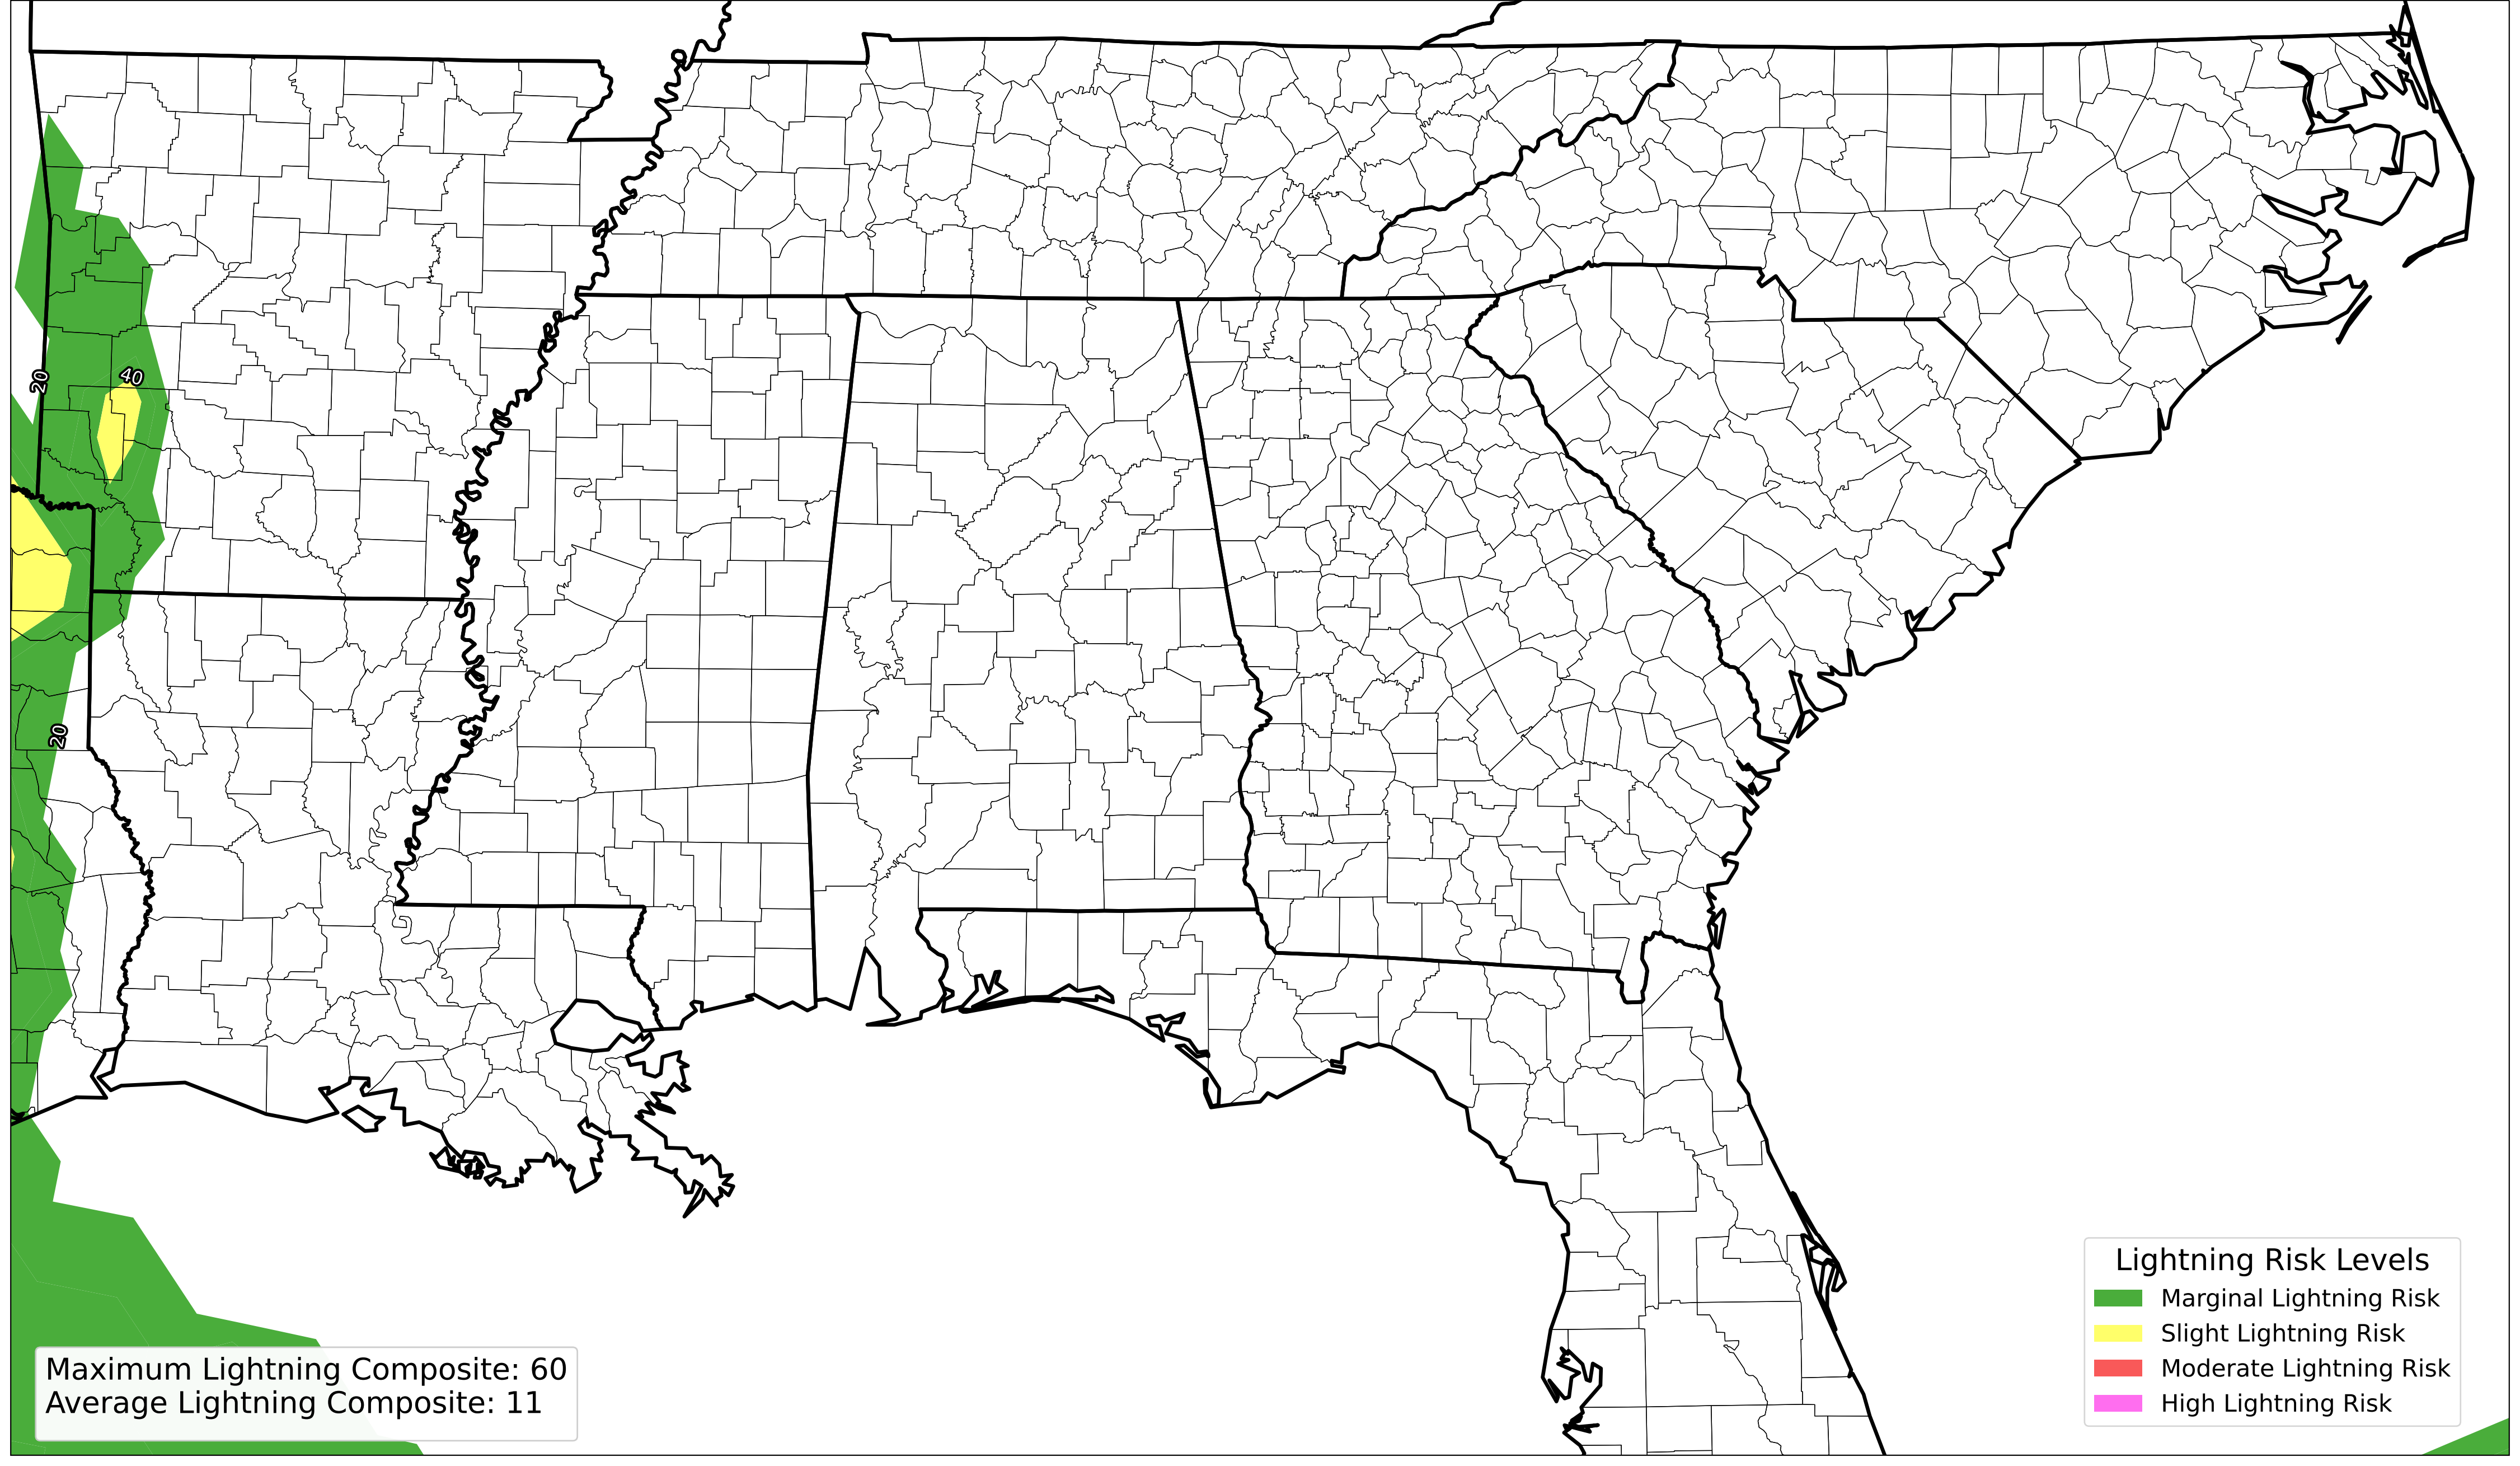 20
40
20
Maximum Lightning Composite: 60
Average Lightning Composite: 11
Lightning Risk Levels
Marginal Lightning Risk
Slight Lightning Risk
Moderate Lightning Risk
High Lightning Risk